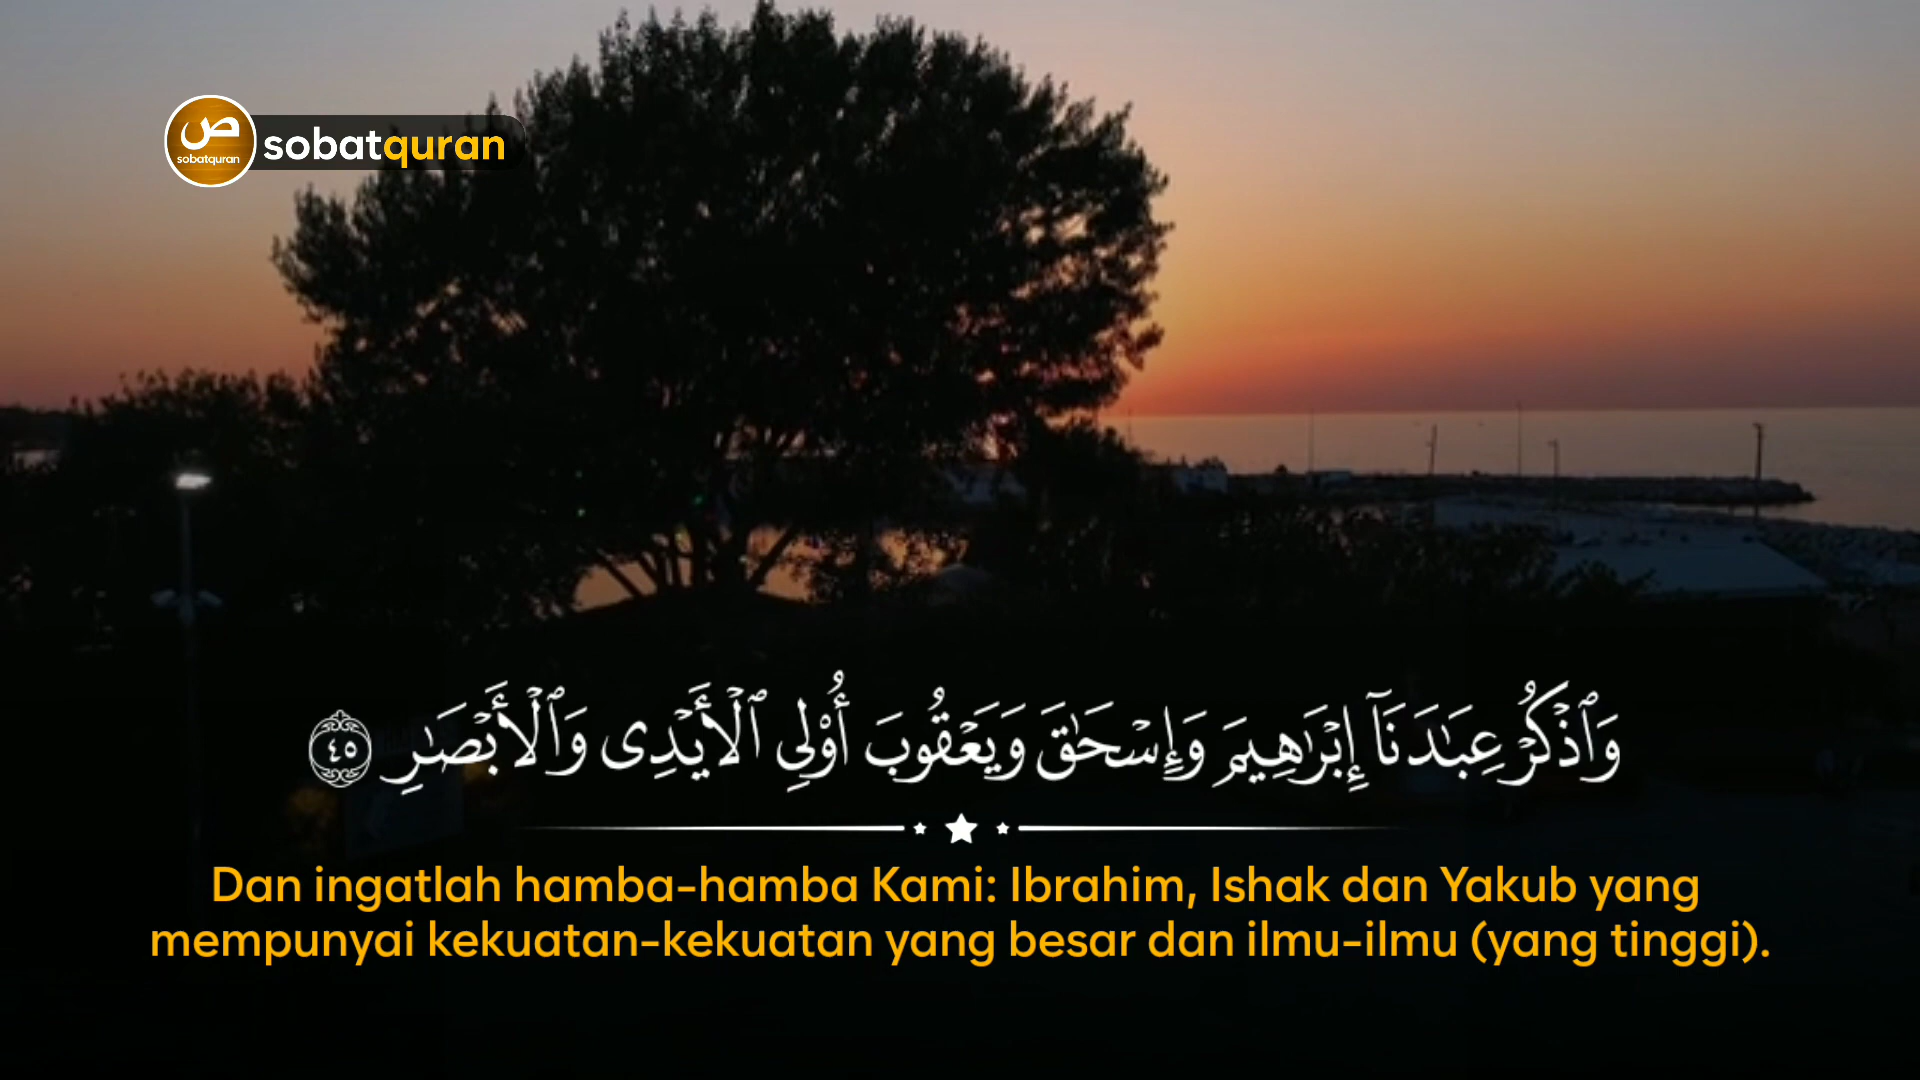 ص
sobatquran
sobatquran
وَٱذۡكُرۡ عِبَـٰدَنَآ إِبۡرَٰهِيمَ وَإِسۡحَـٰقَ وَيَعۡقُوبَ أُوْلِي ٱلۡأَيۡدِى وَٱلۡأَبۡصَـٰرِ ٤٥
Dan ingatlah hamba-hamba Kami: Ibrahim, Ishak dan Yakub yang
mempunyai kekuatan-kekuatan yang besar dan ilmu-ilmu (yang tinggi).